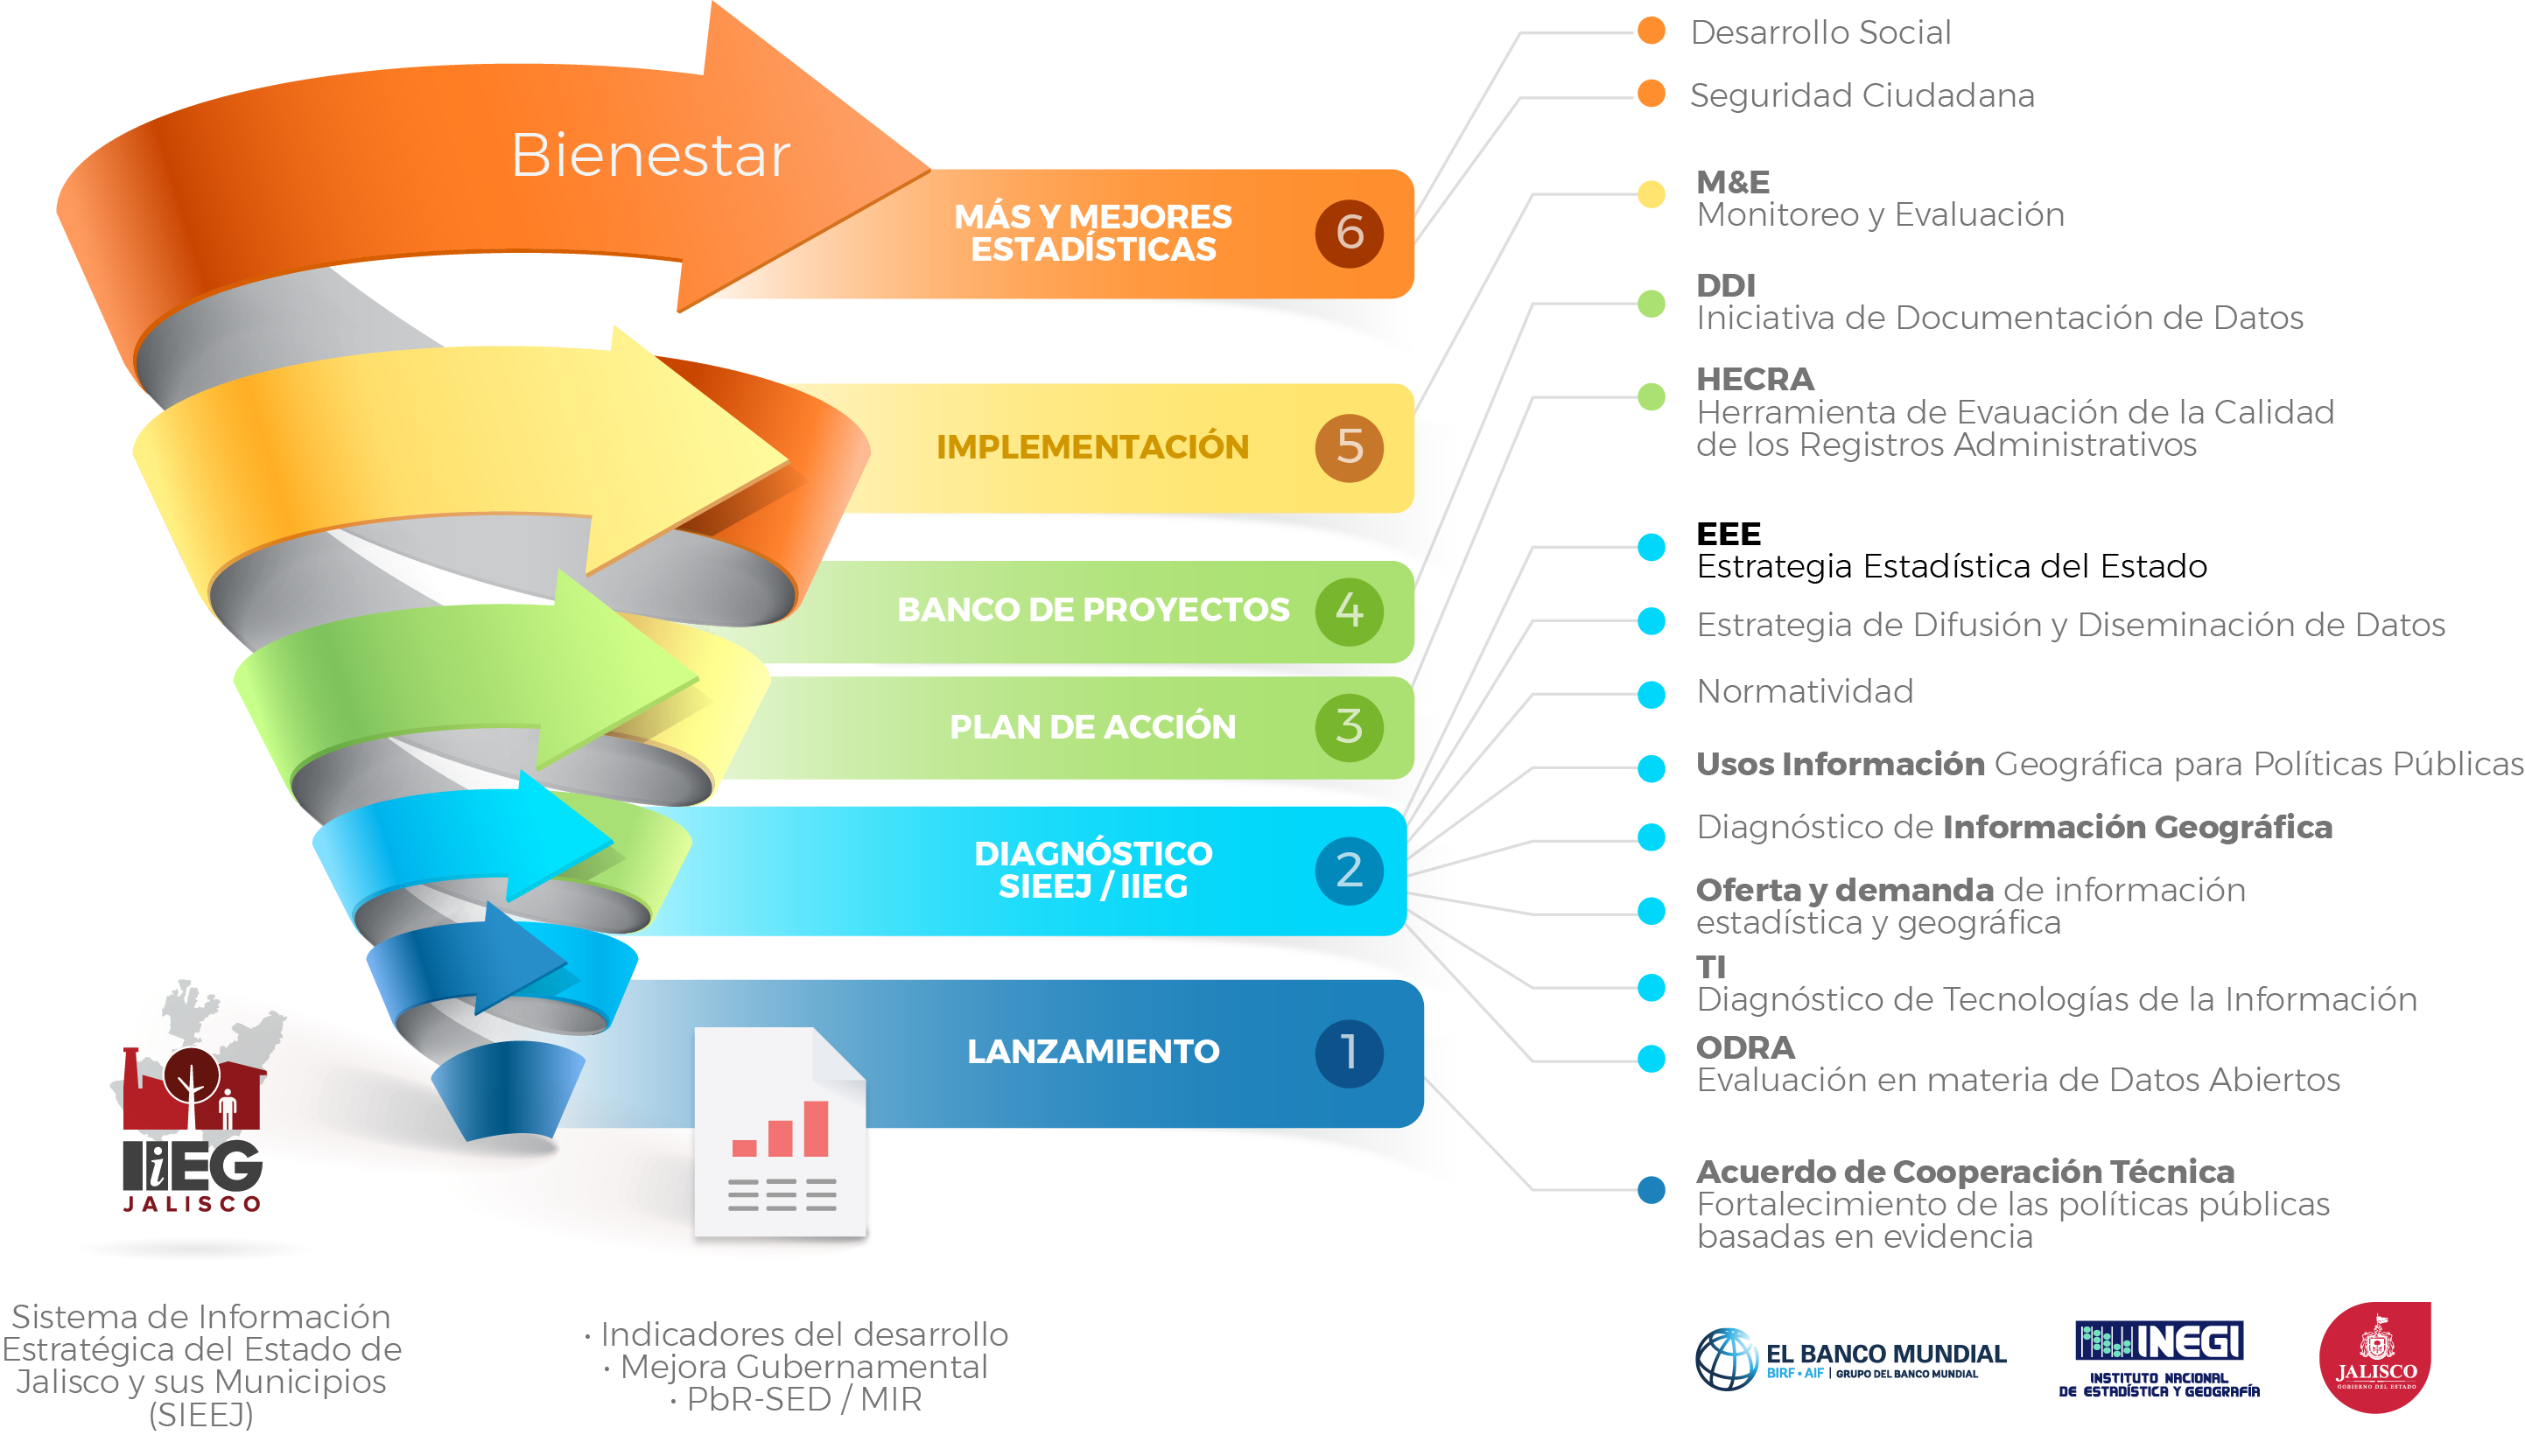 Bienestar
MÁS Y MEJORES
ESTADÍSTICAS
6
IMPLEMENTACIÓN
5
BANCO DE PROYECTOS
4
PLAN DE ACCIÓN
3
DIAGNÓSTICO
SIEEJ / IIEG
2
LANZAMIENTO
1
Desarrollo Social
Seguridad Ciudadana
M&E
Monitoreo y Evaluación
DDI
Iniciativa de Documentación de Datos
HECRA
Herramienta de Evauación de la Calidad
de los Registros Administrativos
EEE
Estrategia Estadística del Estado
Estrategia de Difusión y Diseminación de Datos
Normatividad
Usos Información Geográfica para Políticas Públicas
Diagnóstico de Información Geográfica
Oferta y demanda de información
estadística y geográfica
TI
Diagnóstico de Tecnologías de la Información
ODRA
Evaluación en materia de Datos Abiertos
Acuerdo de Cooperación Técnica
Fortalecimiento de las políticas públicas
basadas en evidencia
IiEG
JALISCO
Sistema de Información
Estratégica del Estado de
Jalisco y sus Municipios
(SIEEJ)
• Indicadores del desarrollo
• Mejora Gubernamental
• PbR-SED / MIR
EL BANCO MUNDIAL
BIRF • AIF | GRUPO DEL BANCO MUNDIAL
INEGI
INSTITUTO NACIONAL
DE ESTADÍSTICA Y GEOGRAFÍA
JALISCO
GOBIERNO DEL ESTADO